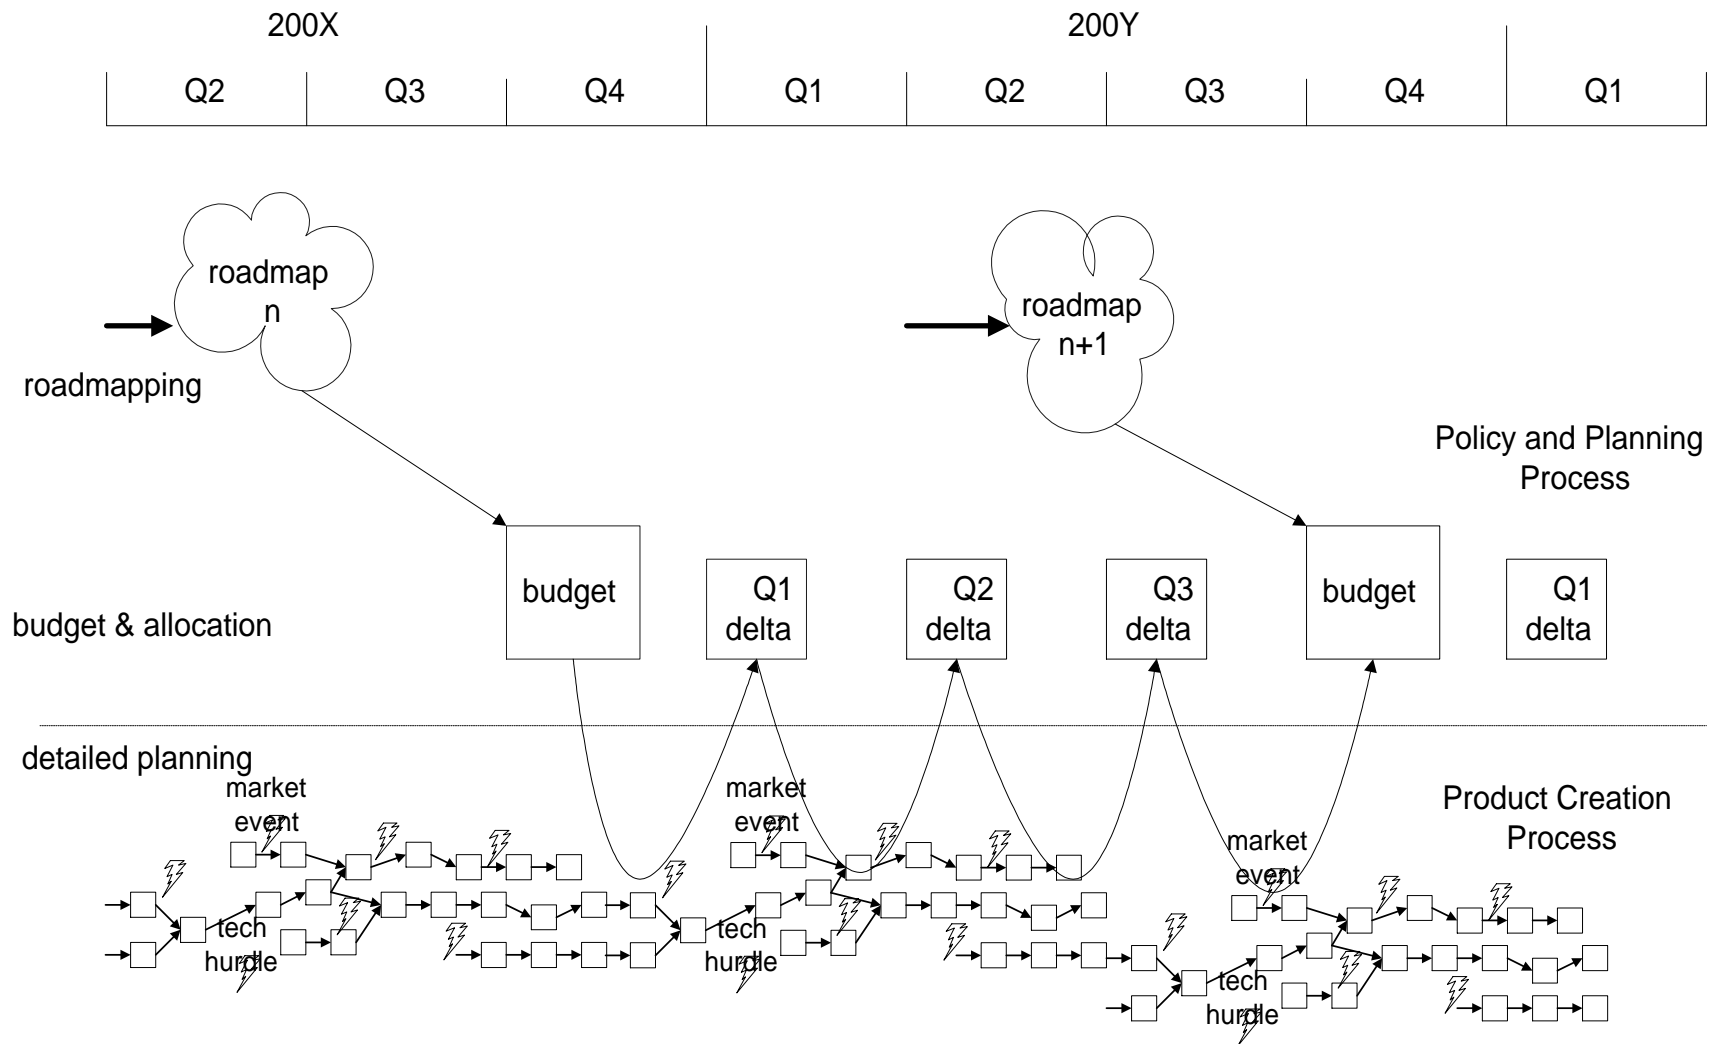 200X
200Y
Q2
Q3
Q4
Q1
Q2
Q3
Q4
Q1
roadmap
n
roadmap
n+1
roadmapping
Policy and Planning
Process
budget
Q1
delta
Q2
delta
Q3
delta
budget
Q1
delta
budget & allocation
detailed planning
market
event
market
event
Product Creation
Process
market
event
tech
hurdle
tech
hurdle
tech
hurdle